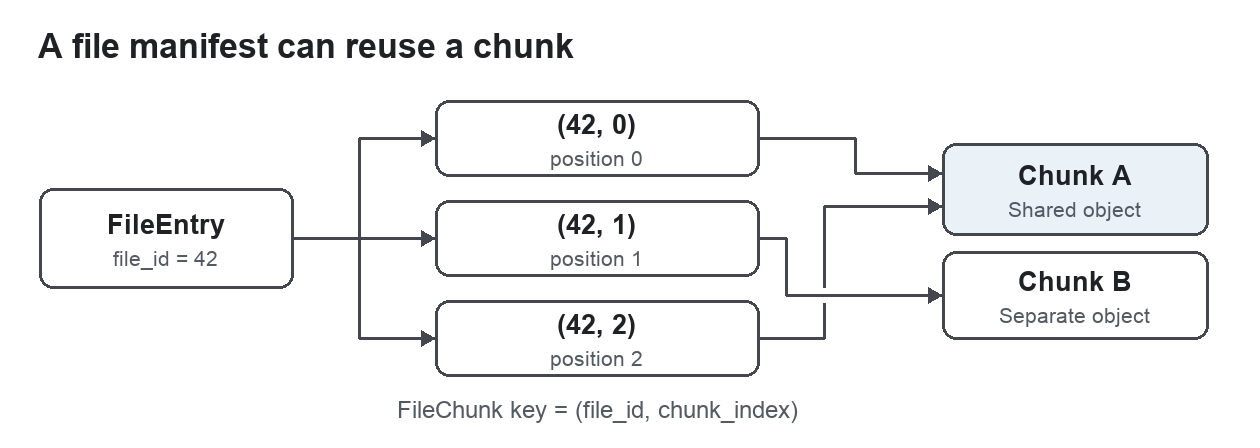 A file manifest can reuse a chunk
FileEntry
file_id = 42
(42, 0)
position 0
(42, 1)
position 1
(42, 2)
position 2
Chunk A
Shared object
Chunk B
Separate object
FileChunk key = (file_id, chunk_index)